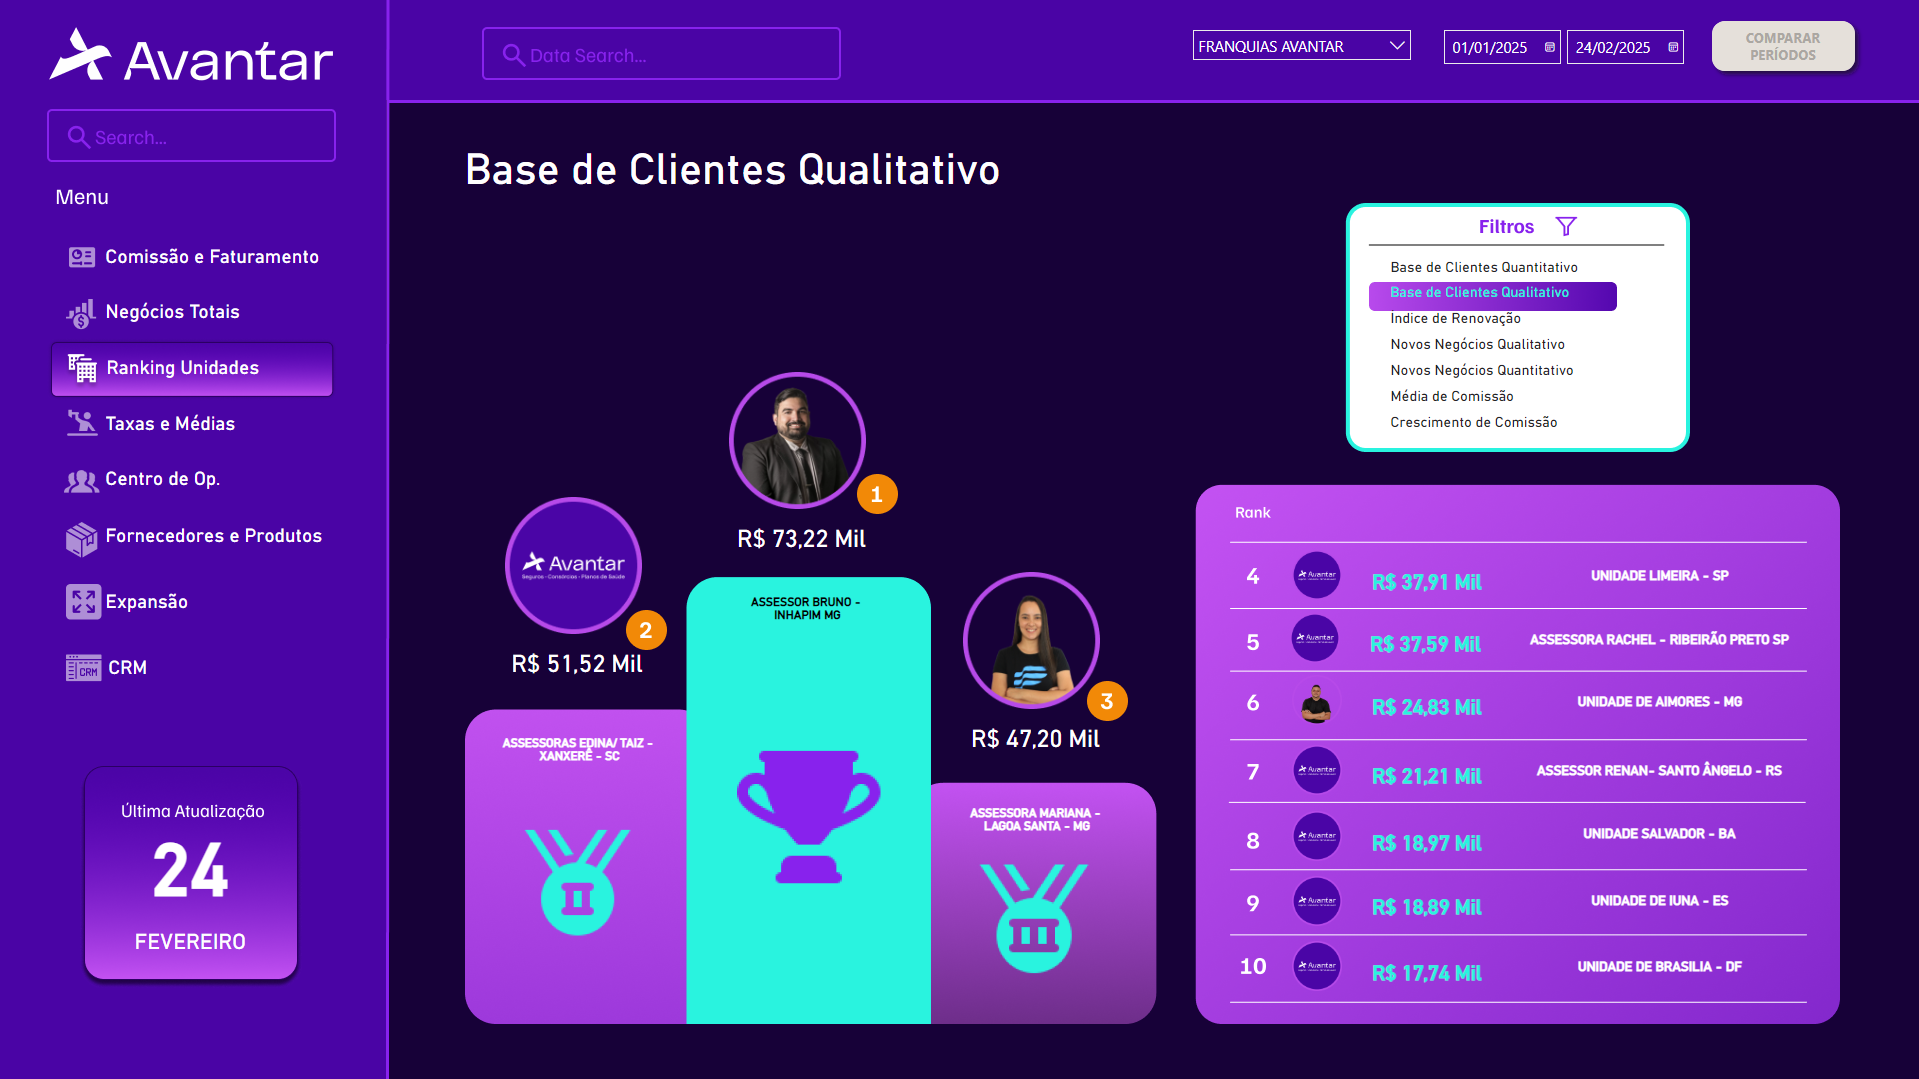 Avantar
Data Search...
FRANQUIAS AVANTAR
01/01/2025
24/02/2025
COMPARAR
PERÍODOS
Search...
Menu
Comissão e Faturamento
Negócios Totais
Ranking Unidades
Taxas e Médias
Centro de Op.
Fornecedores e Produtos
Expansão
CRM
CRM
Última Atualização
24
FEVEREIRO
Base de Clientes Qualitativo
Filtros
Base de Clientes Quantitativo
Base de Clientes Qualitativo
Índice de Renovação
Novos Negócios Qualitativo
Novos Negócios Quantitativo
Média de Comissão
Crescimento de Comissão
1
R$ 73,22 Mil
ASSESSOR BRUNO -
INHAPIM MG
Avantar
Seguros - Consórcios - Planos de Saúde
2
R$ 51,52 Mil
ASSESSORAS EDINA/ TAIZ -
XANXERÊ - SC
3
R$ 47,20 Mil
ASSESSORA MARIANA -
LAGOA SANTA - MG
Rank
4 Avantar R$ 37,91 Mil UNIDADE LIMEIRA - SP
5 Avantar R$ 37,59 Mil ASSESSORA RACHEL - RIBEIRÃO PRETO SP
6 R$ 24,83 Mil UNIDADE DE AIMORES - MG
7 Avantar R$ 21,21 Mil ASSESSOR RENAN- SANTO ÂNGELO - RS
8 Avantar R$ 18,97 Mil UNIDADE SALVADOR - BA
9 Avantar R$ 18,89 Mil UNIDADE DE IUNA - ES
10 Avantar R$ 17,74 Mil UNIDADE DE BRASILIA - DF